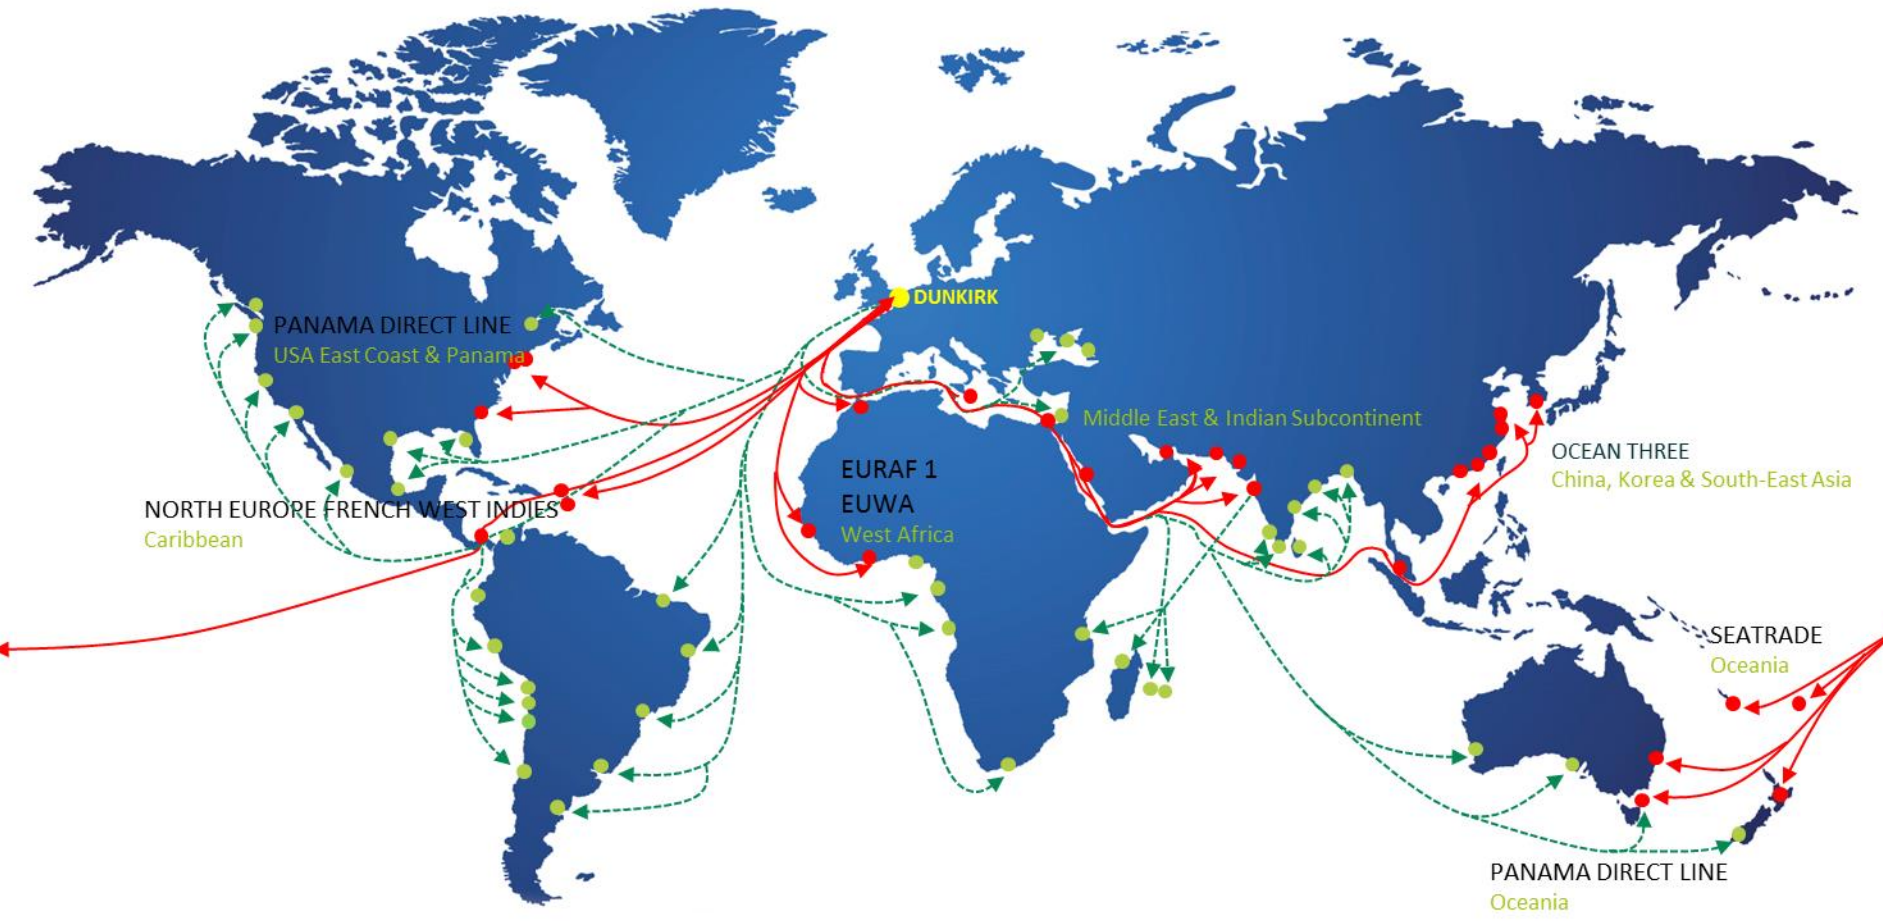 DUNKIRK
PANAMA DIRECT LINE
USA East Coast & Panama
Middle East & Indian Subcontinent
OCEAN THREE
China, Korea & South-East Asia
EURAF 1
EUWA
West Africa
NORTH EUROPE FRENCH WEST INDIES
Caribbean
SEATRADE
Oceania
PANAMA DIRECT LINE
Oceania